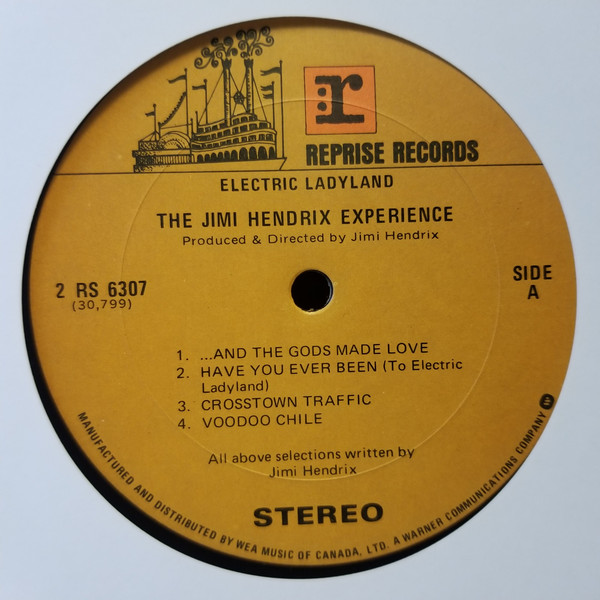 :r
REPRISE RECORDS
ELECTRIC LADYLAND
THE JIMI HENDRIX EXPERIENCE
Produced & Directed by Jimi Hendrix
2 RS 6307
(30,799)
SIDE
A
1. ...AND THE GODS MADE LOVE
2. HAVE YOU EVER BEEN (To Electric
Ladyland)
3. CROSSTOWN TRAFFIC
4. VOODOO CHILE
All above selections written by
Jimi Hendrix
STEREO
MANUFACTURED AND DISTRIBUTED BY WEA MUSIC OF CANADA, LTD. A WARNER COMMUNICATIONS COMPANY